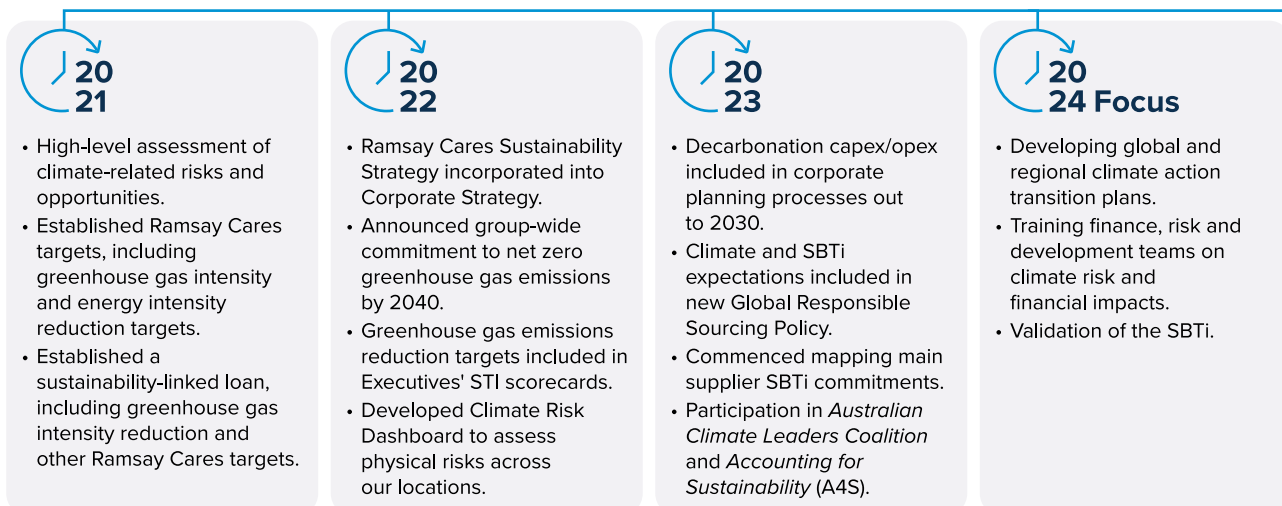 20
21
• High-level assessment of
climate-related risks and
opportunities.
• Established Ramsay Cares
targets, including
greenhouse gas intensity
and energy intensity
reduction targets.
• Established a
sustainability-linked loan,
including greenhouse gas
intensity reduction and
other Ramsay Cares targets.
20
22
• Ramsay Cares Sustainability
Strategy incorporated into
Corporate Strategy.
• Announced group-wide
commitment to net zero
greenhouse gas emissions
by 2040.
• Greenhouse gas emissions
reduction targets included in
Executives' STI scorecards.
• Developed Climate Risk
Dashboard to assess
physical risks across
our locations.
20
23
• Decarbonation capex/opex
included in corporate
planning processes out
to 2030.
• Climate and SBTi
expectations included in
new Global Responsible
Sourcing Policy.
• Commenced mapping main
supplier SBTi commitments.
• Participation in Australian
Climate Leaders Coalition
and Accounting for
Sustainability (A4S).
20
24 Focus
• Developing global and
regional climate action
transition plans.
• Training finance, risk and
development teams on
climate risk and
financial impacts.
• Validation of the SBTi.